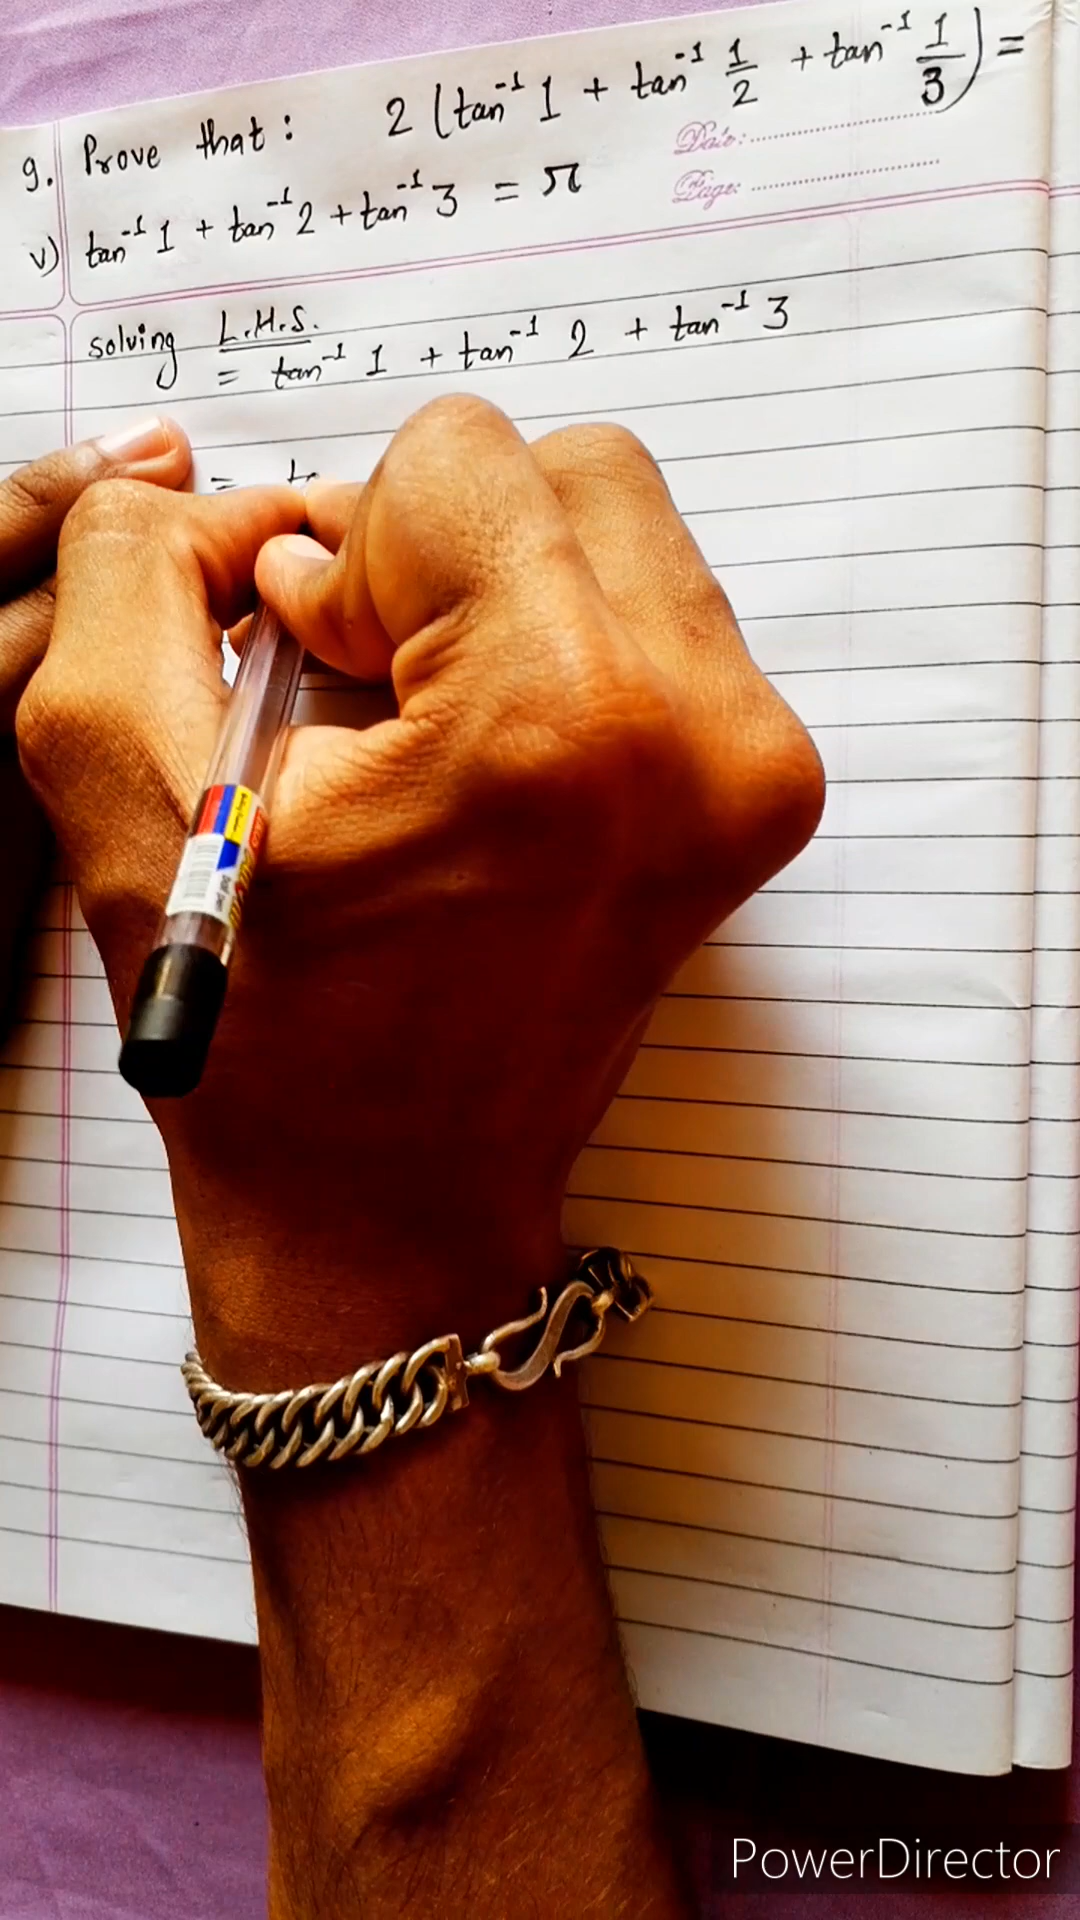 9. Prove that : 2 (tan⁻¹ 1 + tan⁻¹ 1/2 + tan⁻¹ 1/3) =
v) tan⁻¹ 1 + tan⁻¹ 2 + tan⁻¹ 3 = π
Date:
Page:
solving L.H.S.
= tan⁻¹ 1 + tan⁻¹ 2 + tan⁻¹ 3
=
PowerDirector